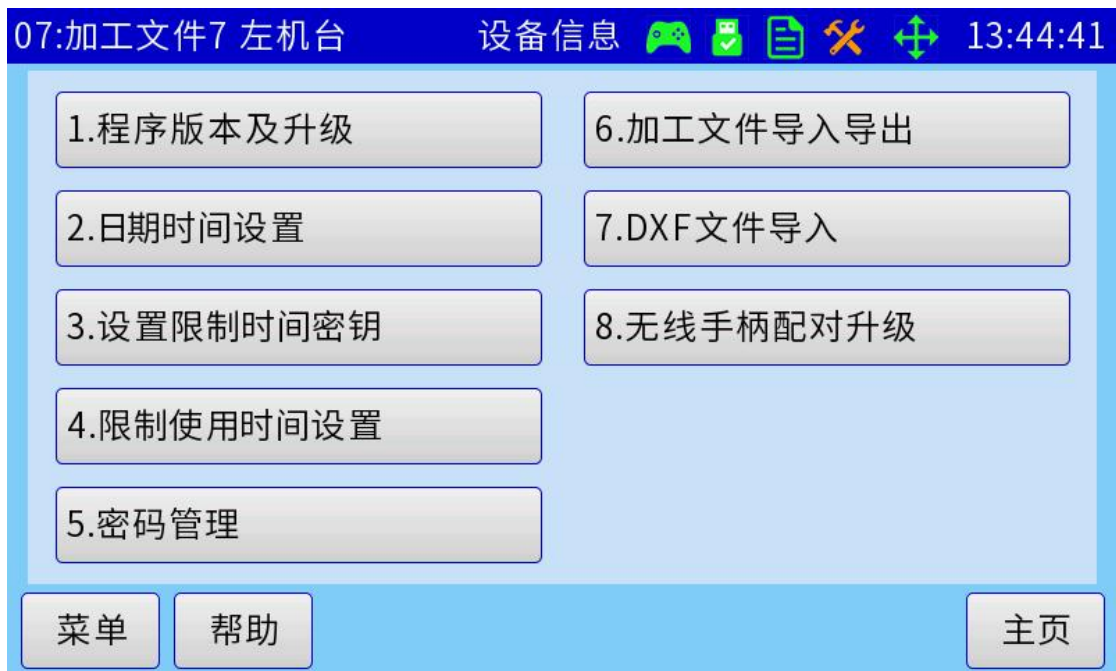 07:加工文件7 左机台 设备信息 13:44:41
1.程序版本及升级
2.日期时间设置
3.设置限制时间密钥
4.限制使用时间设置
5.密码管理
6.加工文件导入导出
7.DXF文件导入
8.无线手柄配对升级
菜单 帮助 主页